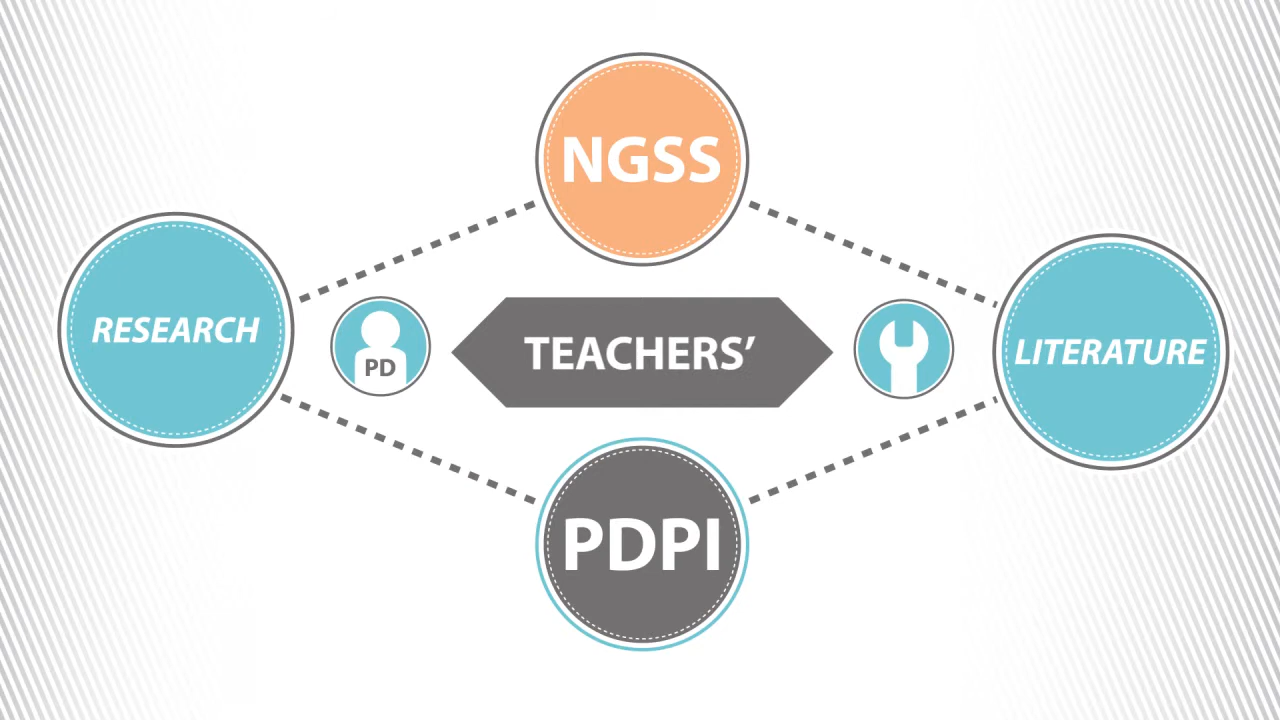 NGSS
RESEARCH
PD
TEACHERS’
LITERATURE
PDPI